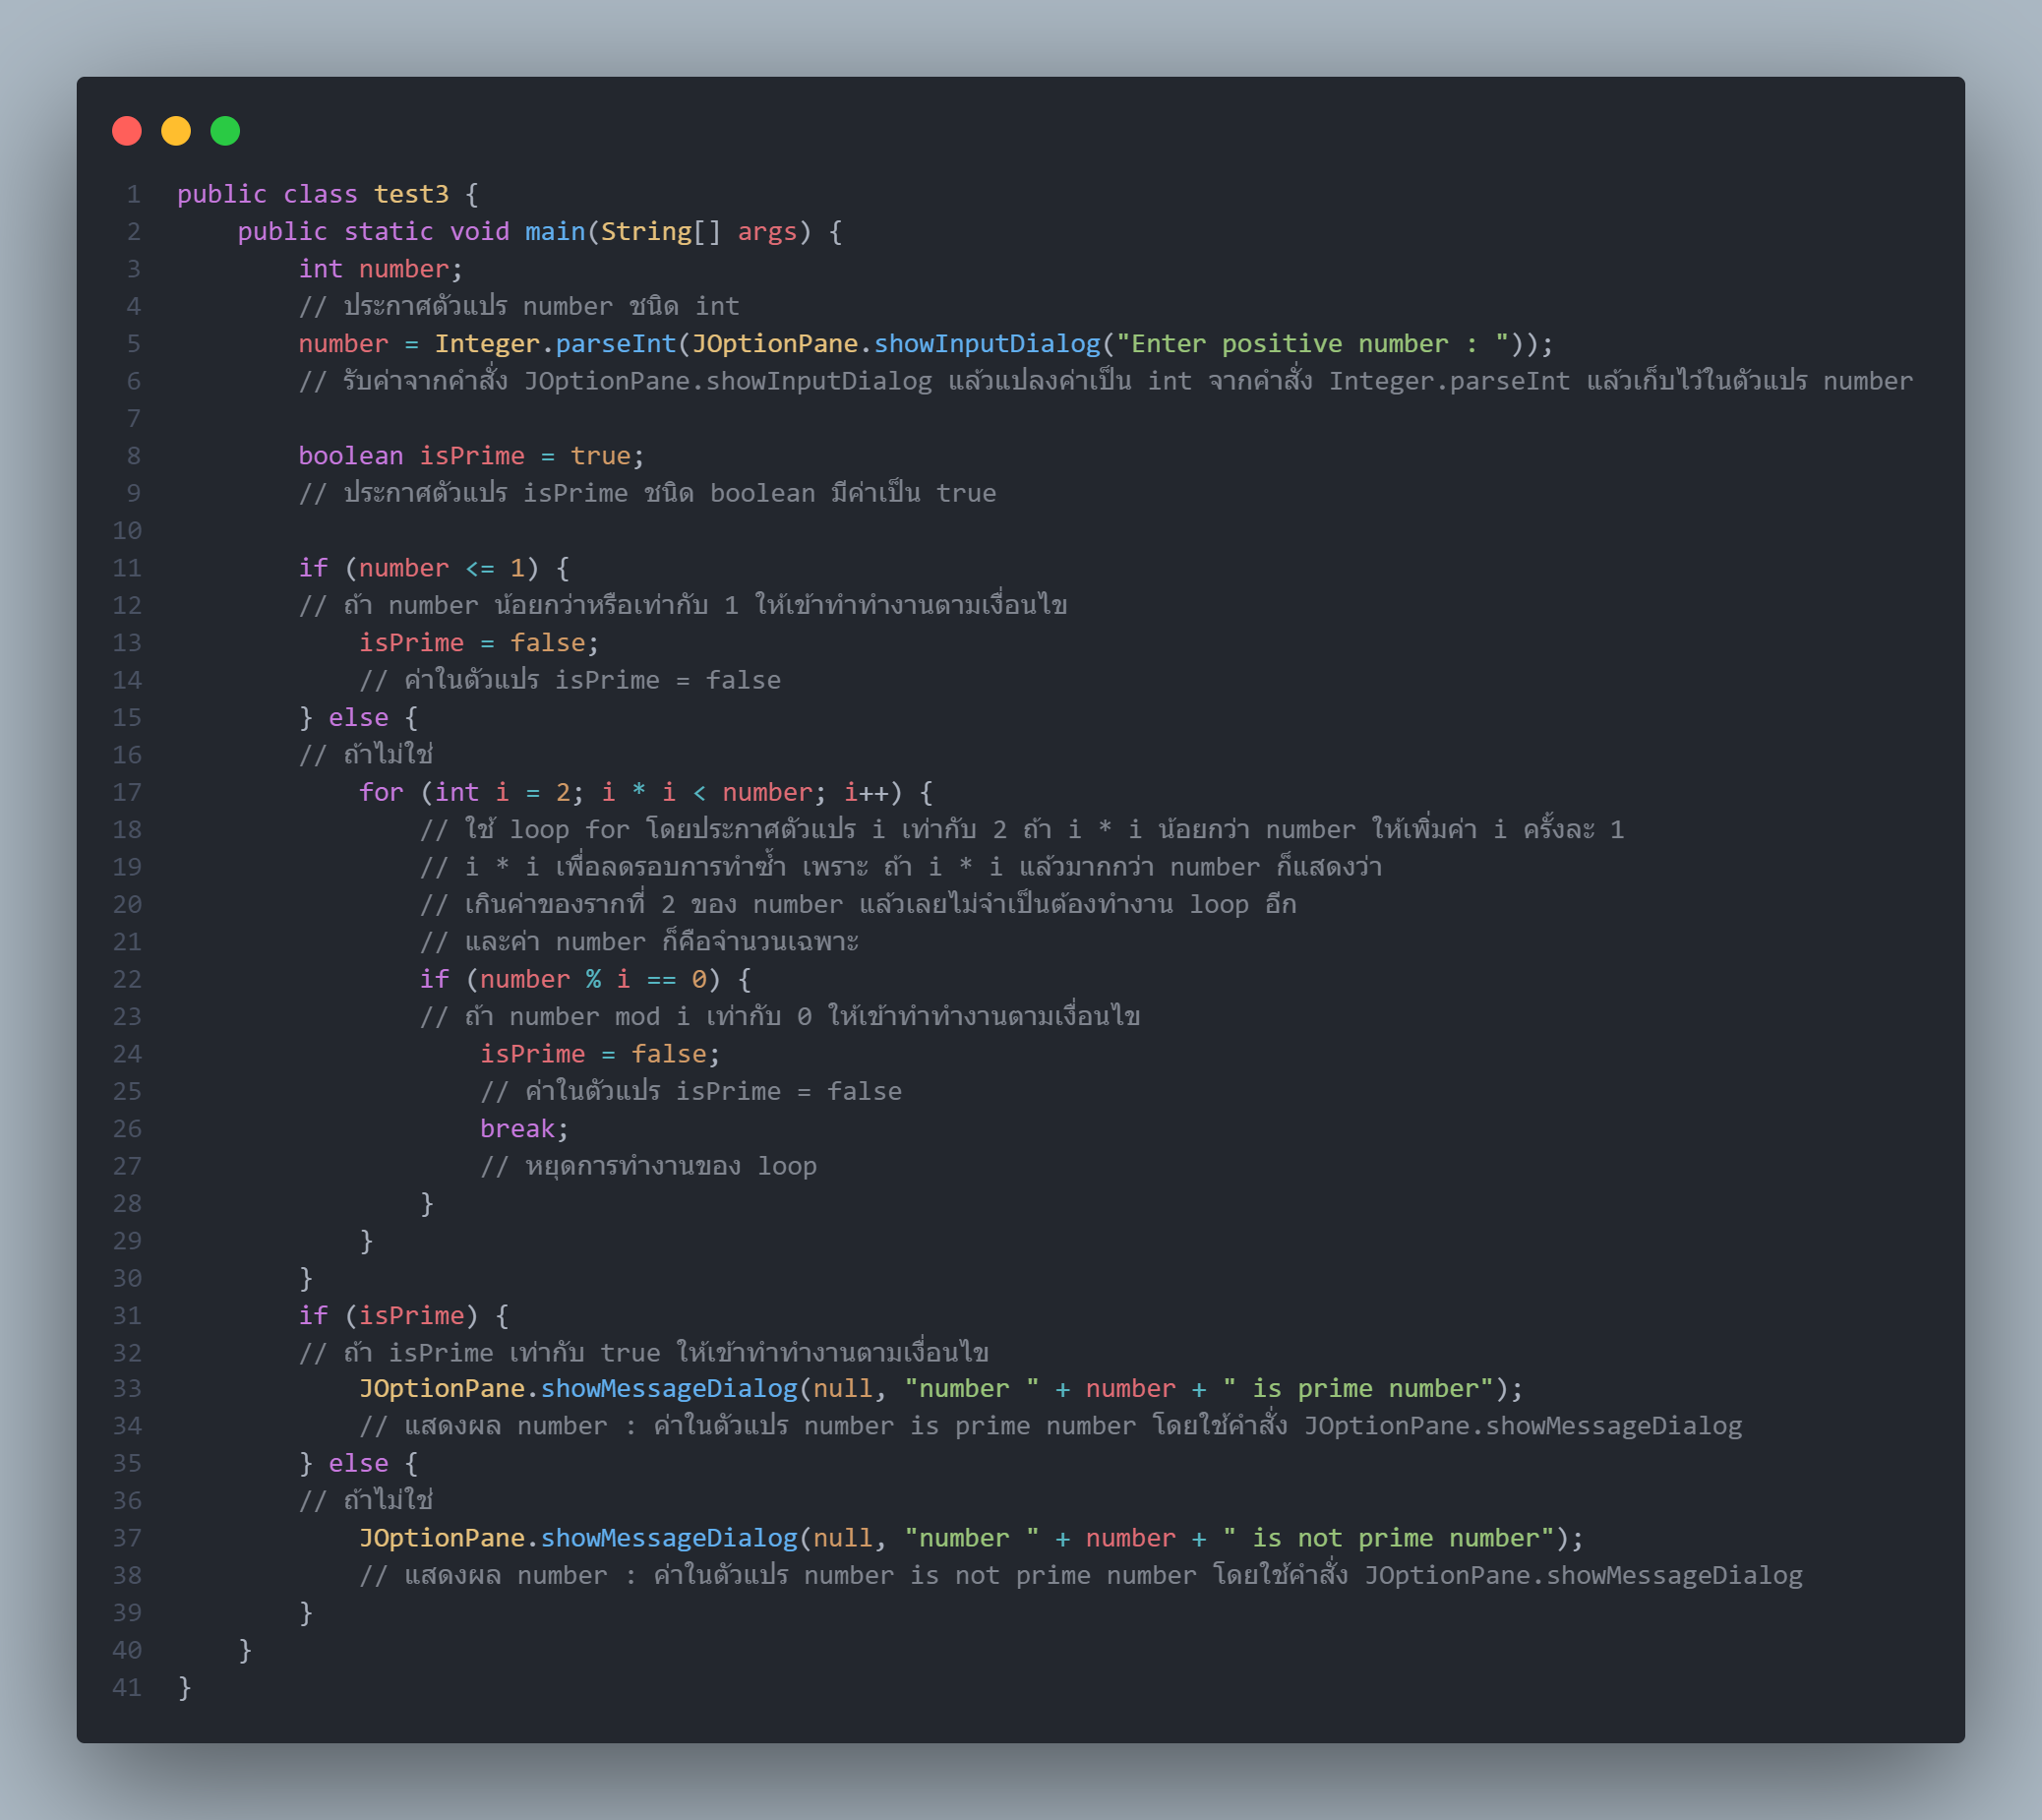 1 public class test3 {
2 public static void main(String[] args) {
3 int number;
4 // ประกาศตัวแปร number ชนิด int
5 number = Integer.parseInt(JOptionPane.showInputDialog("Enter positive number : "));
6 // รับค่าจากคำสั่ง JOptionPane.showInputDialog แล้วแปลงค่าเป็น int จากคำสั่ง Integer.parseInt แล้วเก็บไว้ในตัวแปร number
7
8 boolean isPrime = true;
9 // ประกาศตัวแปร isPrime ชนิด boolean มีค่าเป็น true
10
11 if (number <= 1) {
12 // ถ้า number น้อยกว่าหรือเท่ากับ 1 ให้เข้าทำทำงานตามเงื่อนไข
13 isPrime = false;
14 // ค่าในตัวแปร isPrime = false
15 } else {
16 // ถ้าไม่ใช่
17 for (int i = 2; i * i < number; i++) {
18 // ใช้ loop for โดยประกาศตัวแปร i เท่ากับ 2 ถ้า i * i น้อยกว่า number ให้เพิ่มค่า i ครั้งละ 1
19 // i * i เพื่อลดรอบการทำซ้ำ เพราะ ถ้า i * i แล้วมากกว่า number ก็แสดงว่า
20 // เกินค่าของรากที่ 2 ของ number แล้วเลยไม่จำเป็นต้องทำงาน loop อีก
21 // และค่า number ก็คือจำนวนเฉพาะ
22 if (number % i == 0) {
23 // ถ้า number mod i เท่ากับ 0 ให้เข้าทำทำงานตามเงื่อนไข
24 isPrime = false;
25 // ค่าในตัวแปร isPrime = false
26 break;
27 // หยุดการทำงานของ loop
28 }
29 }
30 }
31 if (isPrime) {
32 // ถ้า isPrime เท่ากับ true ให้เข้าทำทำงานตามเงื่อนไข
33 JOptionPane.showMessageDialog(null, "number " + number + " is prime number");
34 // แสดงผล number : ค่าในตัวแปร number is prime number โดยใช้คำสั่ง JOptionPane.showMessageDialog
35 } else {
36 // ถ้าไม่ใช่
37 JOptionPane.showMessageDialog(null, "number " + number + " is not prime number");
38 // แสดงผล number : ค่าในตัวแปร number is not prime number โดยใช้คำสั่ง JOptionPane.showMessageDialog
39 }
40 }
41 }